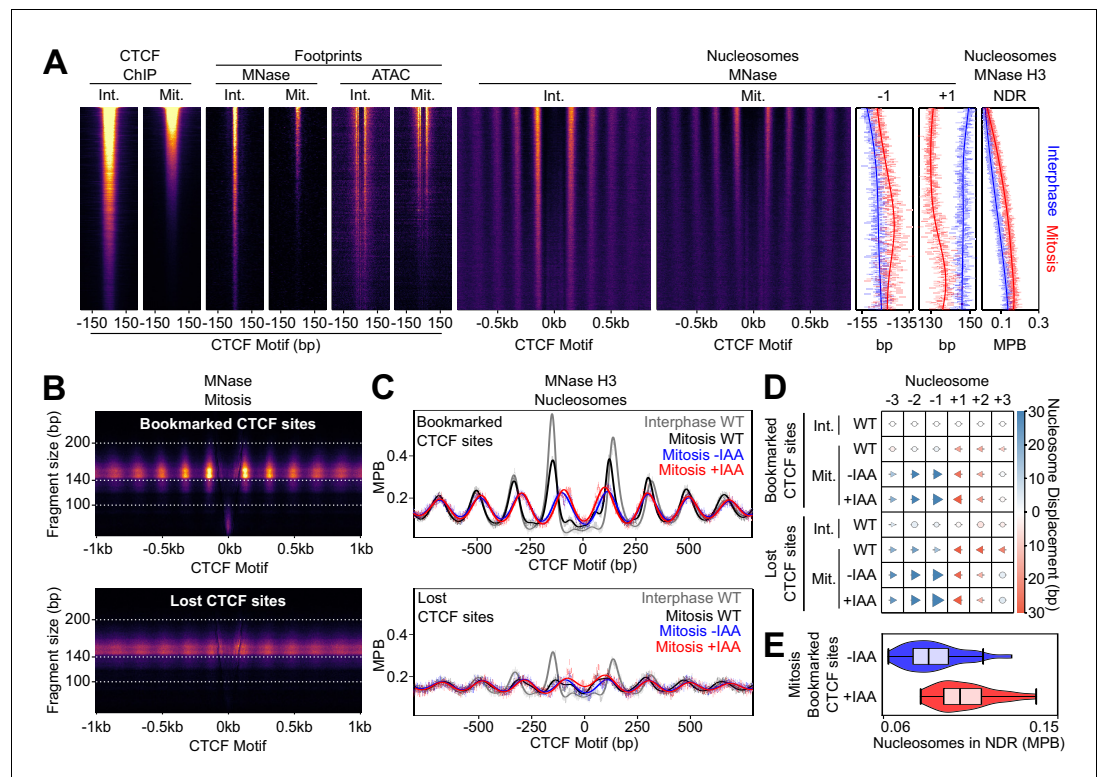 A
CTCF
ChIP
Footprints
MNase
ATAC
Nucleosomes
MNase
Nucleosomes
MNase H3
Int.
Mit.
Int.
Mit.
Int.
Mit.
Int.
Mit.
-1
+1
NDR
Interphase
Mitosis
-150 150 -150 150 -150 150 -150 150 -150 150 -150 150
CTCF Motif (bp)
-0.5kb 0kb 0.5kb
CTCF Motif
-0.5kb 0kb 0.5kb
CTCF Motif
-155 -135
bp
130 150
bp
0.1 0.3
MPB
B
MNase
Mitosis
Bookmarked CTCF sites
Fragment size (bp)
200
140
100
-1kb -0.5kb 0kb 0.5kb 1kb
CTCF Motif
Lost CTCF sites
Fragment size (bp)
200
140
100
-1kb -0.5kb 0kb 0.5kb 1kb
CTCF Motif
C
MNase H3
Nucleosomes
Bookmarked
CTCF sites
Interphase WT
Mitosis WT
Mitosis -IAA
Mitosis +IAA
MPB
0.4
0.2
-500 -250 0 250 500
CTCF Motif (bp)
Lost
CTCF sites
Interphase WT
Mitosis WT
Mitosis -IAA
Mitosis +IAA
MPB
0.4
0.2
-500 -250 0 250 500
CTCF Motif (bp)
D
Nucleosome
-3 -2 -1 +1 +2 +3
Bookmarked
CTCF sites
Int.
WT
Mit.
WT
-IAA
+IAA
Lost
CTCF sites
Int.
WT
Mit.
WT
-IAA
+IAA
30
20
10
0
10
20
30
Nucleosome Displacement (bp)
E
Mitosis
Bookmarked
CTCF sites
-IAA
+IAA
0.06 0.15
Nucleosomes in NDR (MPB)